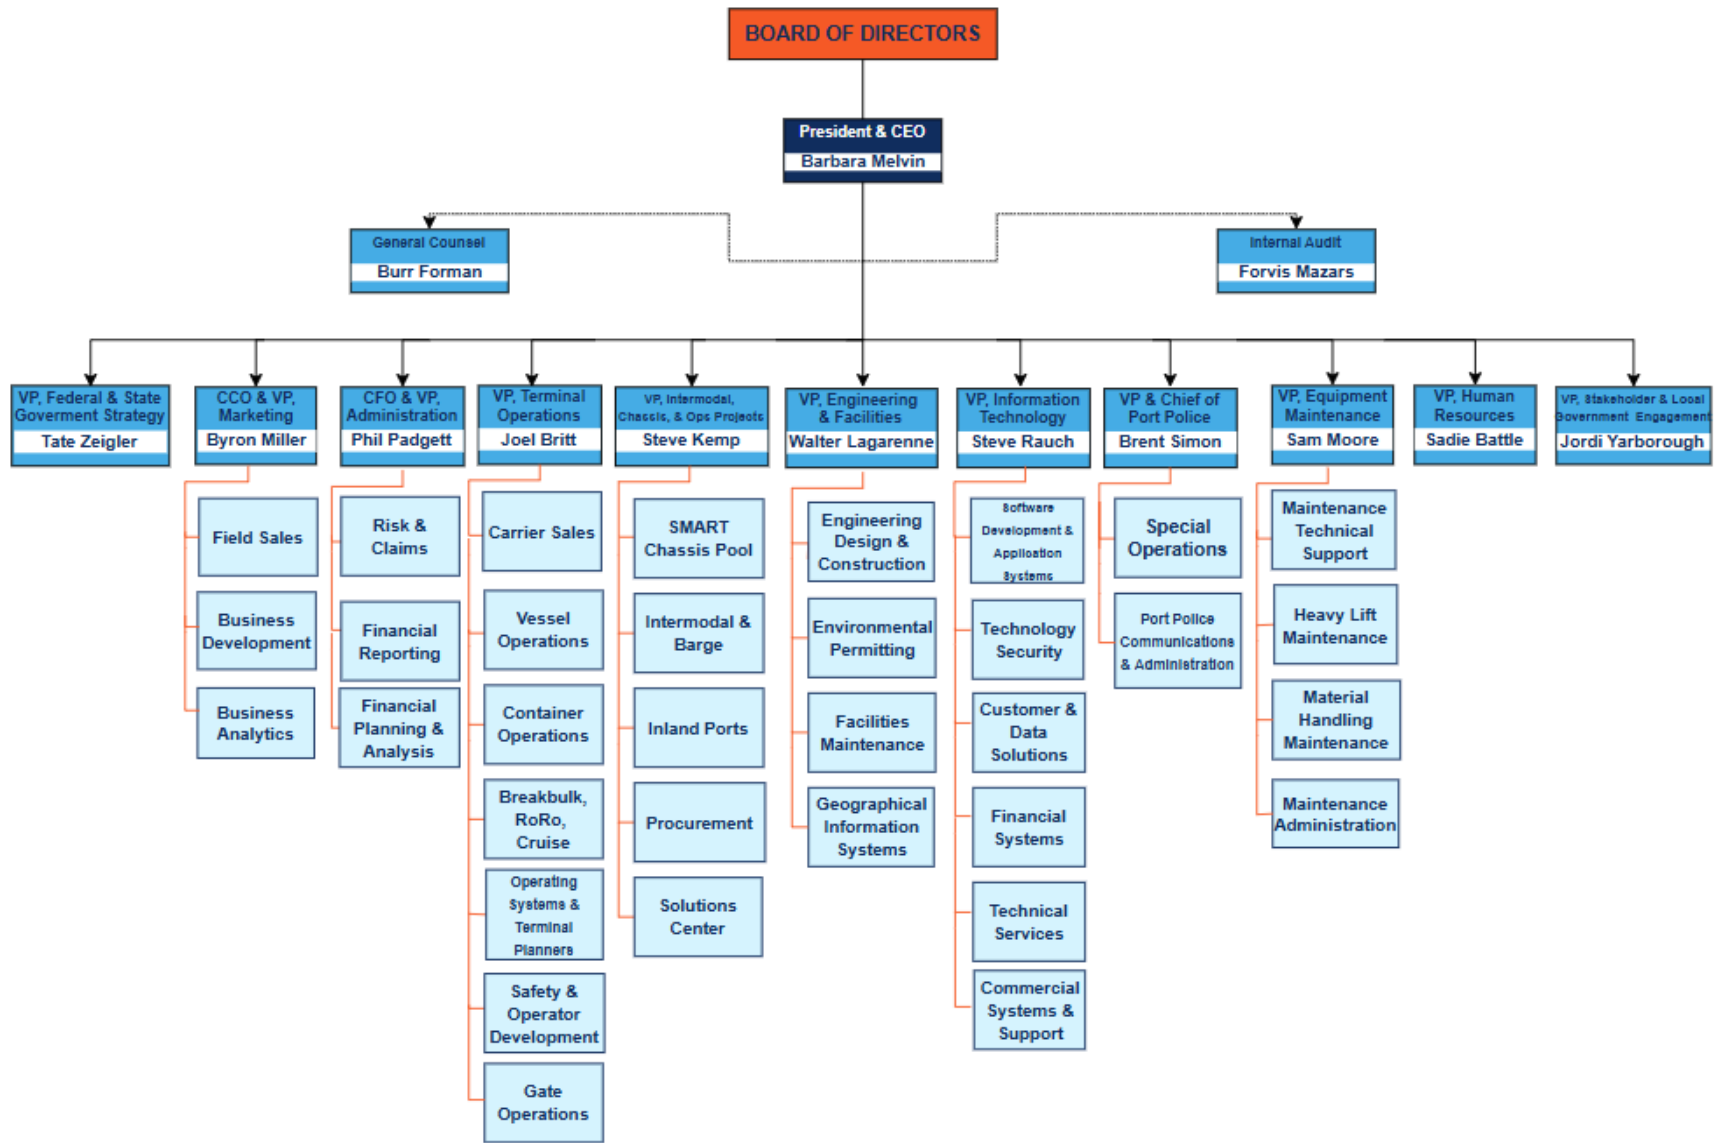 BOARD OF DIRECTORS
President & CEO
Barbara Melvin
General Counsel
Burr Forman
Internal Audit
Forvis Mazars
VP, Federal & State
Goverment Strategy
Tate Zeigler
CCO & VP,
Marketing
Byron Miller
CFO & VP,
Administration
Phil Padgett
VP, Terminal
Operations
Joel Britt
VP, Intermodal,
Chassis, & Ops Projects
Steve Kemp
VP, Engineering
& Facilities
Walter Lagarenne
VP, Information
Technology
Steve Rauch
VP & Chief of
Port Police
Brent Simon
VP, Equipment
Maintenance
Sam Moore
VP, Human
Resources
Sadie Battle
VP, Stakeholder & Local
Government Engagement
Jordi Yarborough
Field Sales
Business
Development
Business
Analytics
Risk &
Claims
Financial
Reporting
Financial
Planning &
Analysis
Carrier Sales
Vessel
Operations
Container
Operations
Breakbulk,
RoRo,
Cruise
Operating
Systems &
Terminal
Planners
Safety &
Operator
Development
Gate
Operations
SMART
Chassis Pool
Intermodal &
Barge
Inland Ports
Procurement
Solutions
Center
Engineering
Design &
Construction
Environmental
Permitting
Facilities
Maintenance
Geographical
Information
Systems
Software
Development &
Application
Systems
Technology
Security
Customer &
Data
Solutions
Financial
Systems
Technical
Services
Commercial
Systems &
Support
Special
Operations
Port Police
Communications
& Administration
Maintenance
Technical
Support
Heavy Lift
Maintenance
Material
Handling
Maintenance
Maintenance
Administration